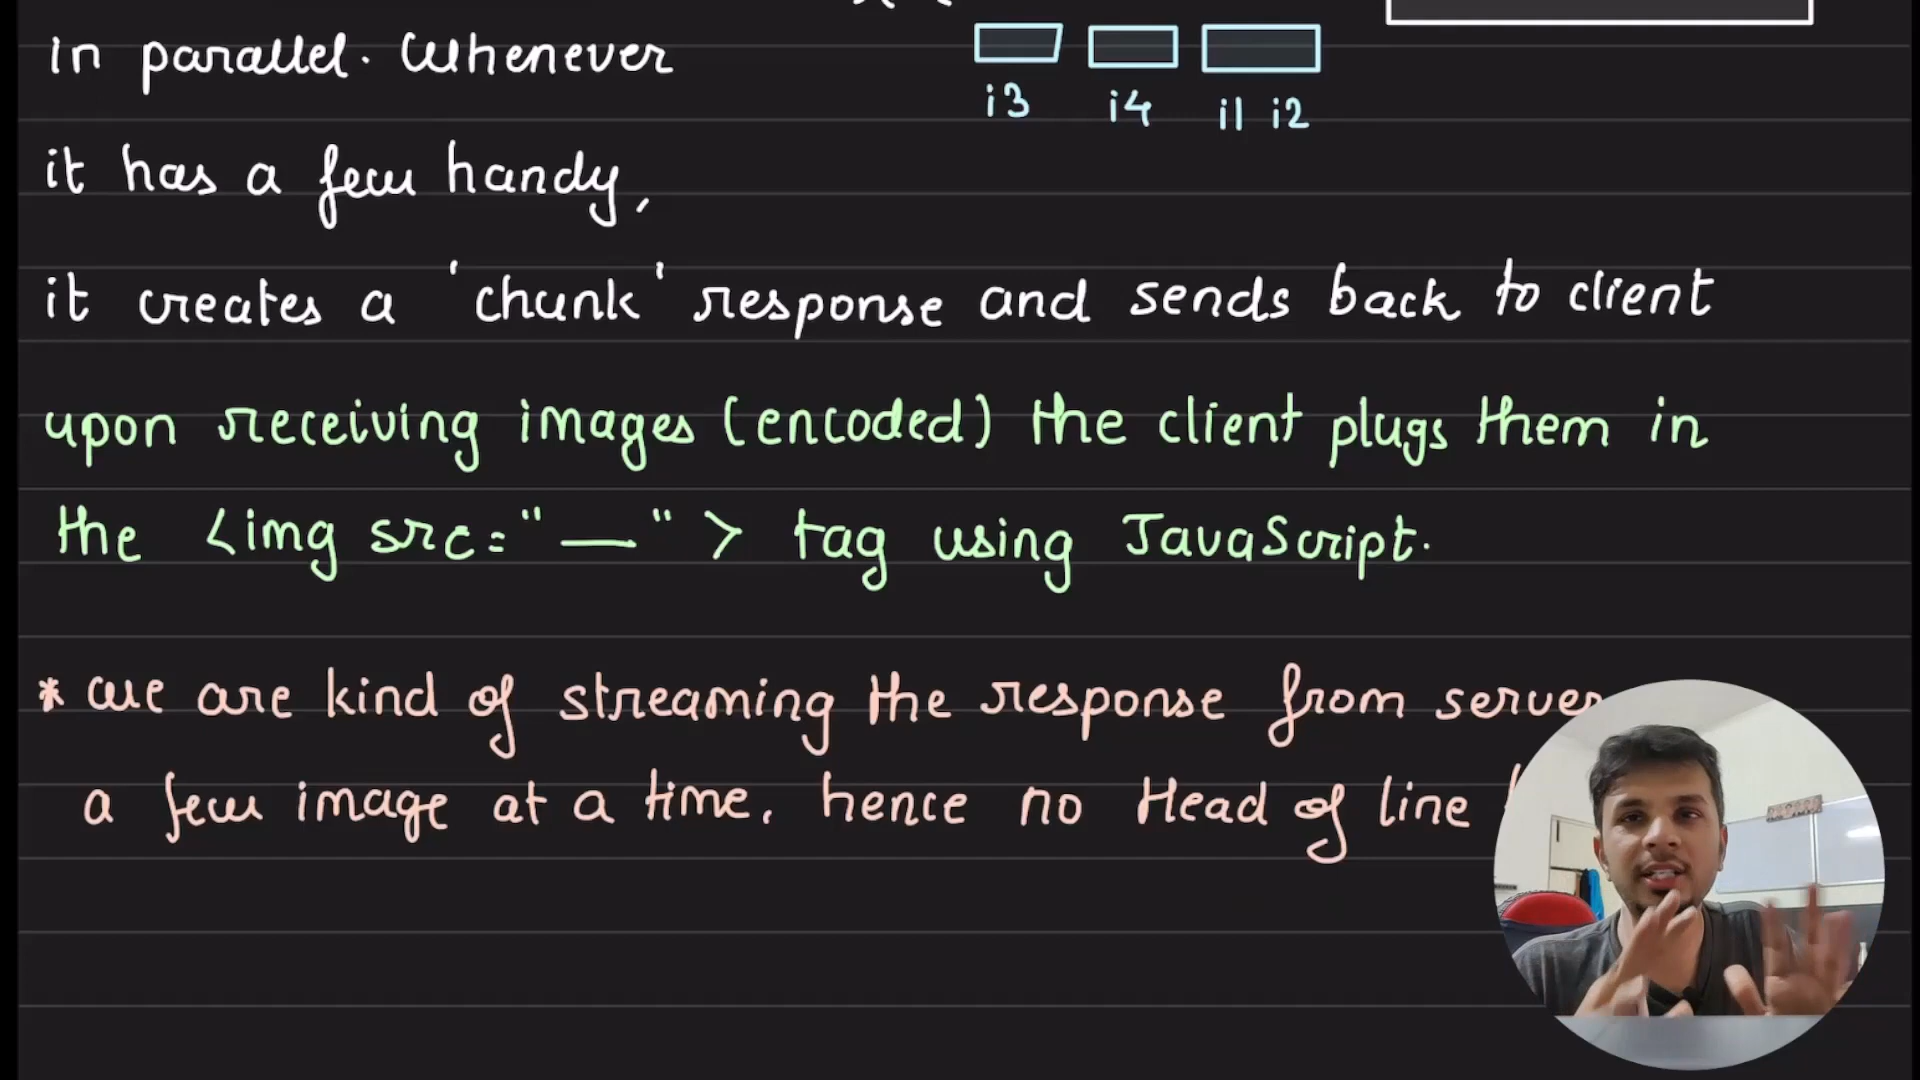 in parallel. Whenever
i3 i4 i1 i2
it has a few handy,
it creates a 'chunk' response and sends back to client
upon receiving images (encoded) the client plugs them in
the <img src="—"> tag using JavaScript.
* we are kind of streaming the response from server
a few image at a time. hence no Head of line